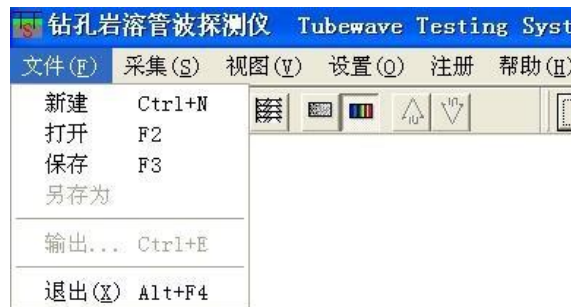 钻孔岩溶管波探测仪 Tubewave Testing Syst
文件(F) 采集(S) 视图(V) 设置(O) 注册 帮助(H)
新建 Ctrl+N
打开 F2
保存 F3
另存为
输出... Ctrl+E
退出(X) Alt+F4